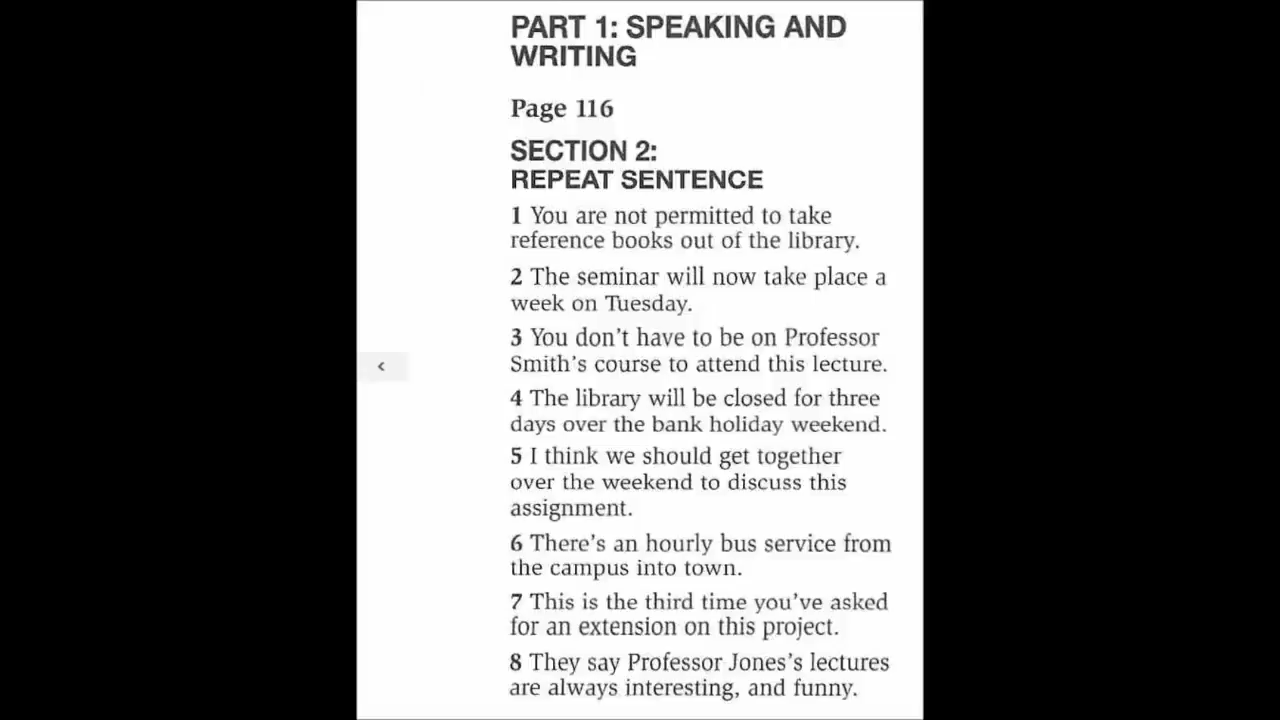 PART 1: SPEAKING AND
WRITING
Page 116
SECTION 2:
REPEAT SENTENCE
1 You are not permitted to take
reference books out of the library.
2 The seminar will now take place a
week on Tuesday.
3 You don't have to be on Professor
Smith's course to attend this lecture.
4 The library will be closed for three
days over the bank holiday weekend.
5 I think we should get together
over the weekend to discuss this
assignment.
6 There's an hourly bus service from
the campus into town.
7 This is the third time you've asked
for an extension on this project.
8 They say Professor Jones's lectures
are always interesting, and funny.